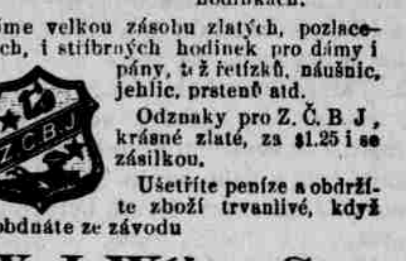 hodinkách.
íme velkou zásobu zlatých, pozlace-
ch, i stříbrných hodinek pro dámy i
pány, též řetízků, náušnic,
jehlic, prstenů atd.
Odznaky pro Z. Č. B J,
krásné zlaté, za $1.25 i se
zásilkou.
Ušetříte peníze a obdrží-
te zboží trvanlivé, když
obdnáte ze závodu
Z.C.B.J